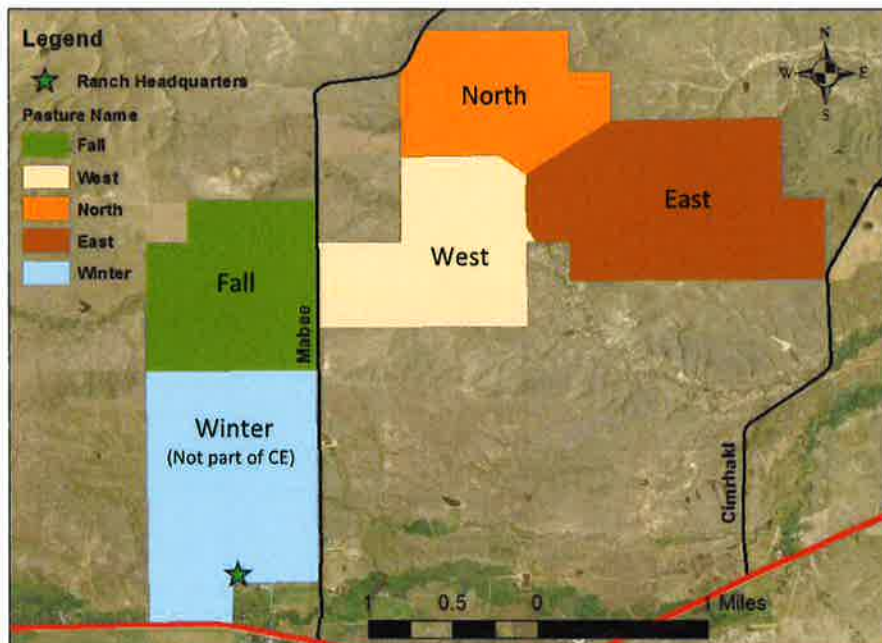 Legend
Ranch Headquarters
Pasture Name
Fall
West
North
East
Winter
N
W E
S
North
East
West
Fall
Mabee
Winter
(Not part of CE)
Cimrhakl
1 0.5 0 1 Miles